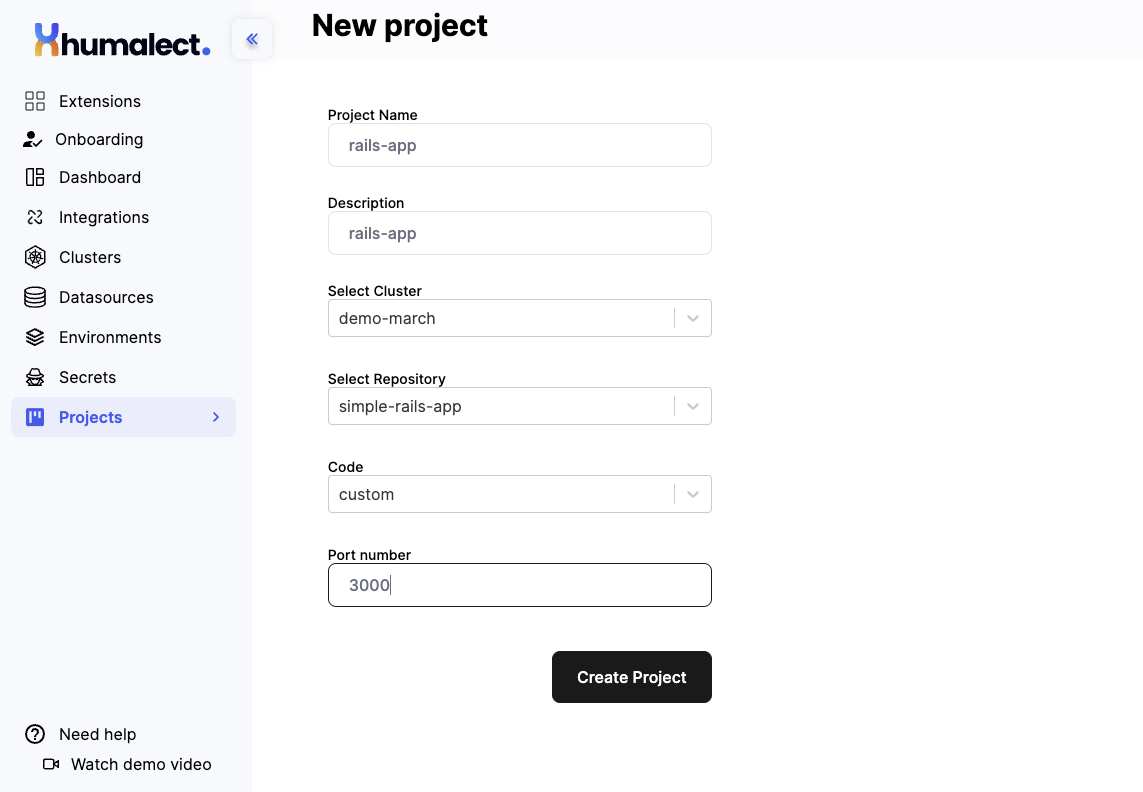 humalect.
New project
Extensions
Onboarding
Dashboard
Integrations
Clusters
Datasources
Environments
Secrets
Projects
Project Name
rails-app
Description
rails-app
Select Cluster
demo-march
Select Repository
simple-rails-app
Code
custom
Port number
3000
Create Project
Need help
Watch demo video